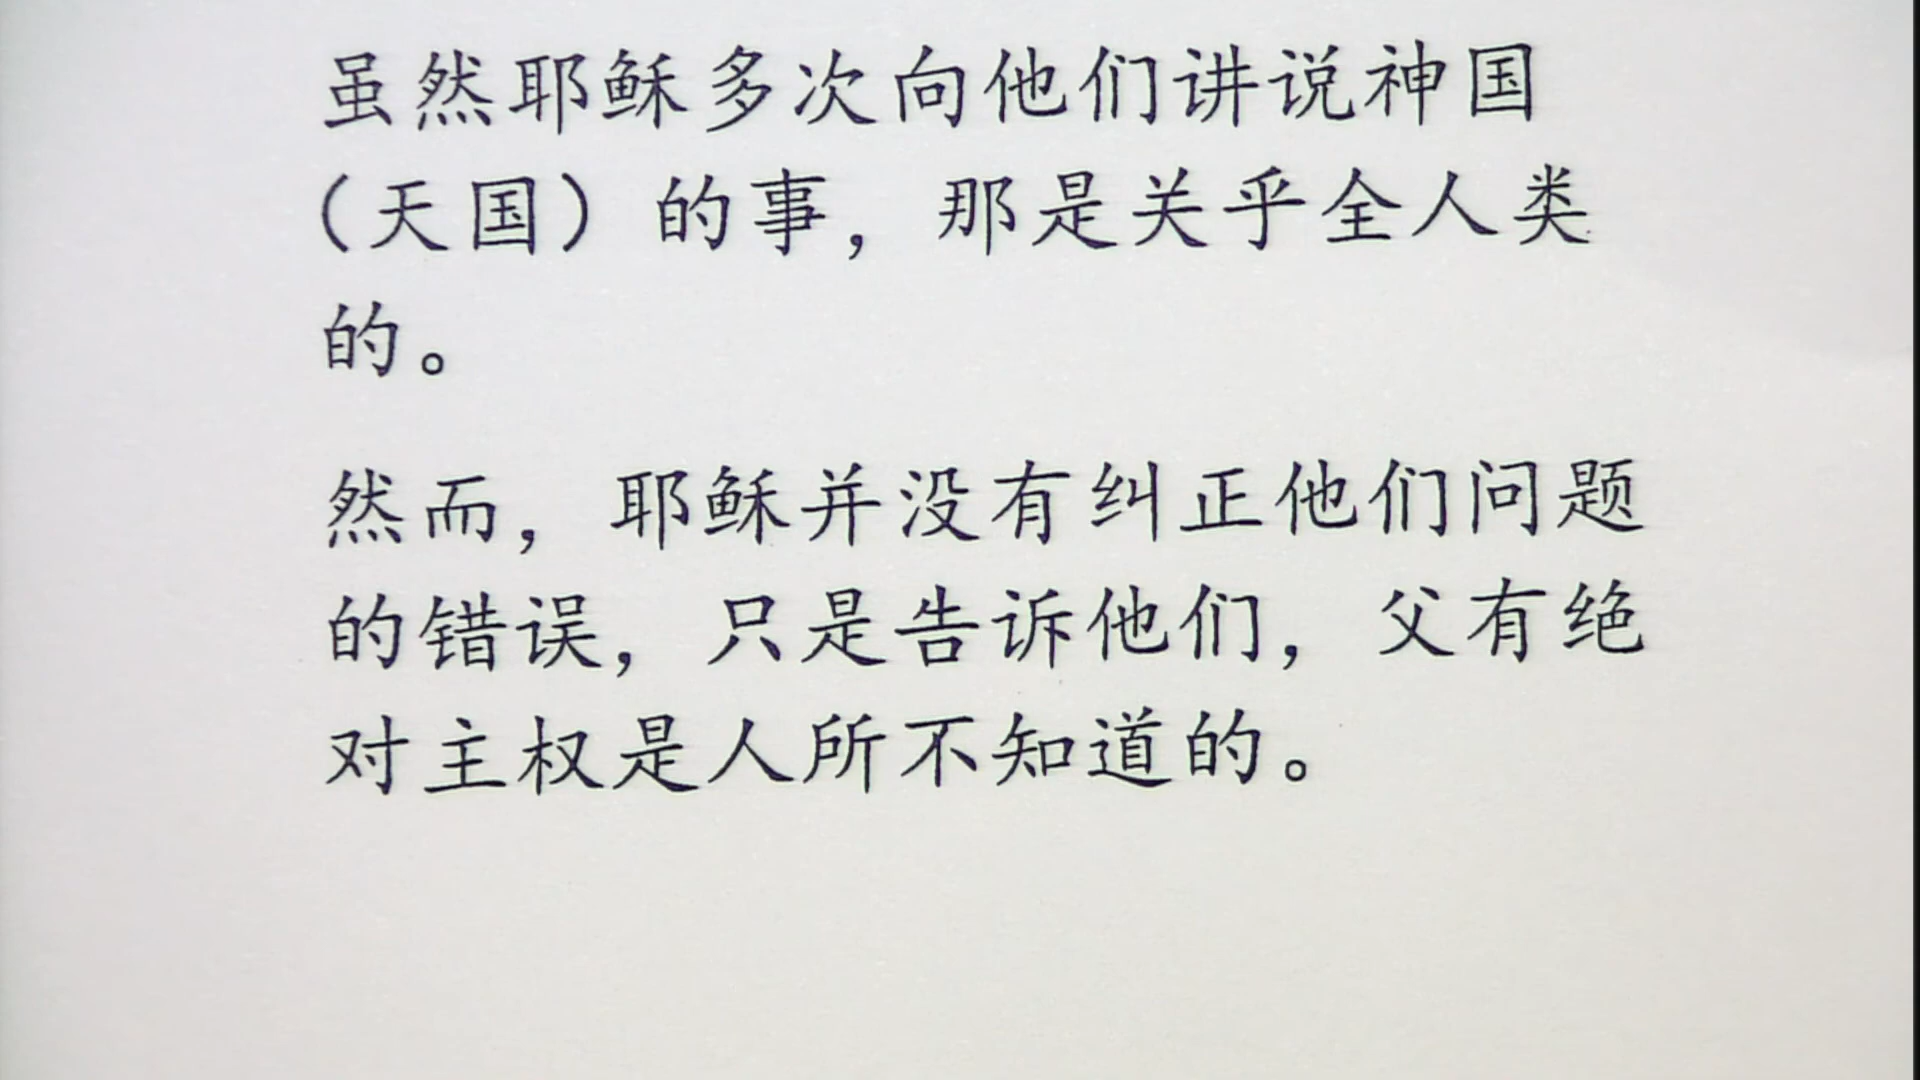 虽然耶稣多次向他们讲说神国
（天国）的事，那是关乎全人类
的。
然而，耶稣并没有纠正他们问题
的错误，只是告诉他们，父有绝
对主权是人所不知道的。